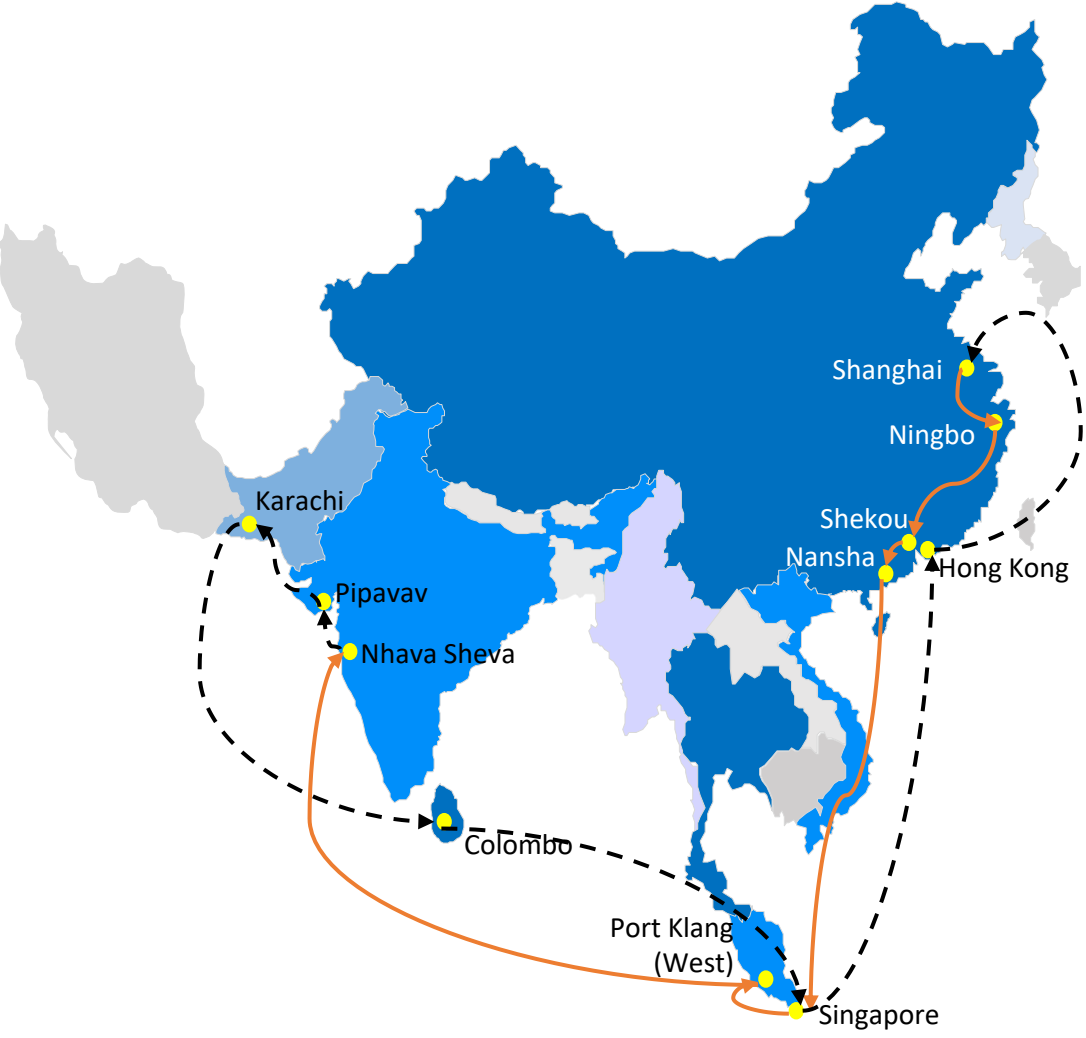 Shanghai
Ningbo
Karachi
Shekou
Nansha
Hong Kong
Pipavav
Nhava Sheva
Colombo
Port Klang
(West)
Singapore